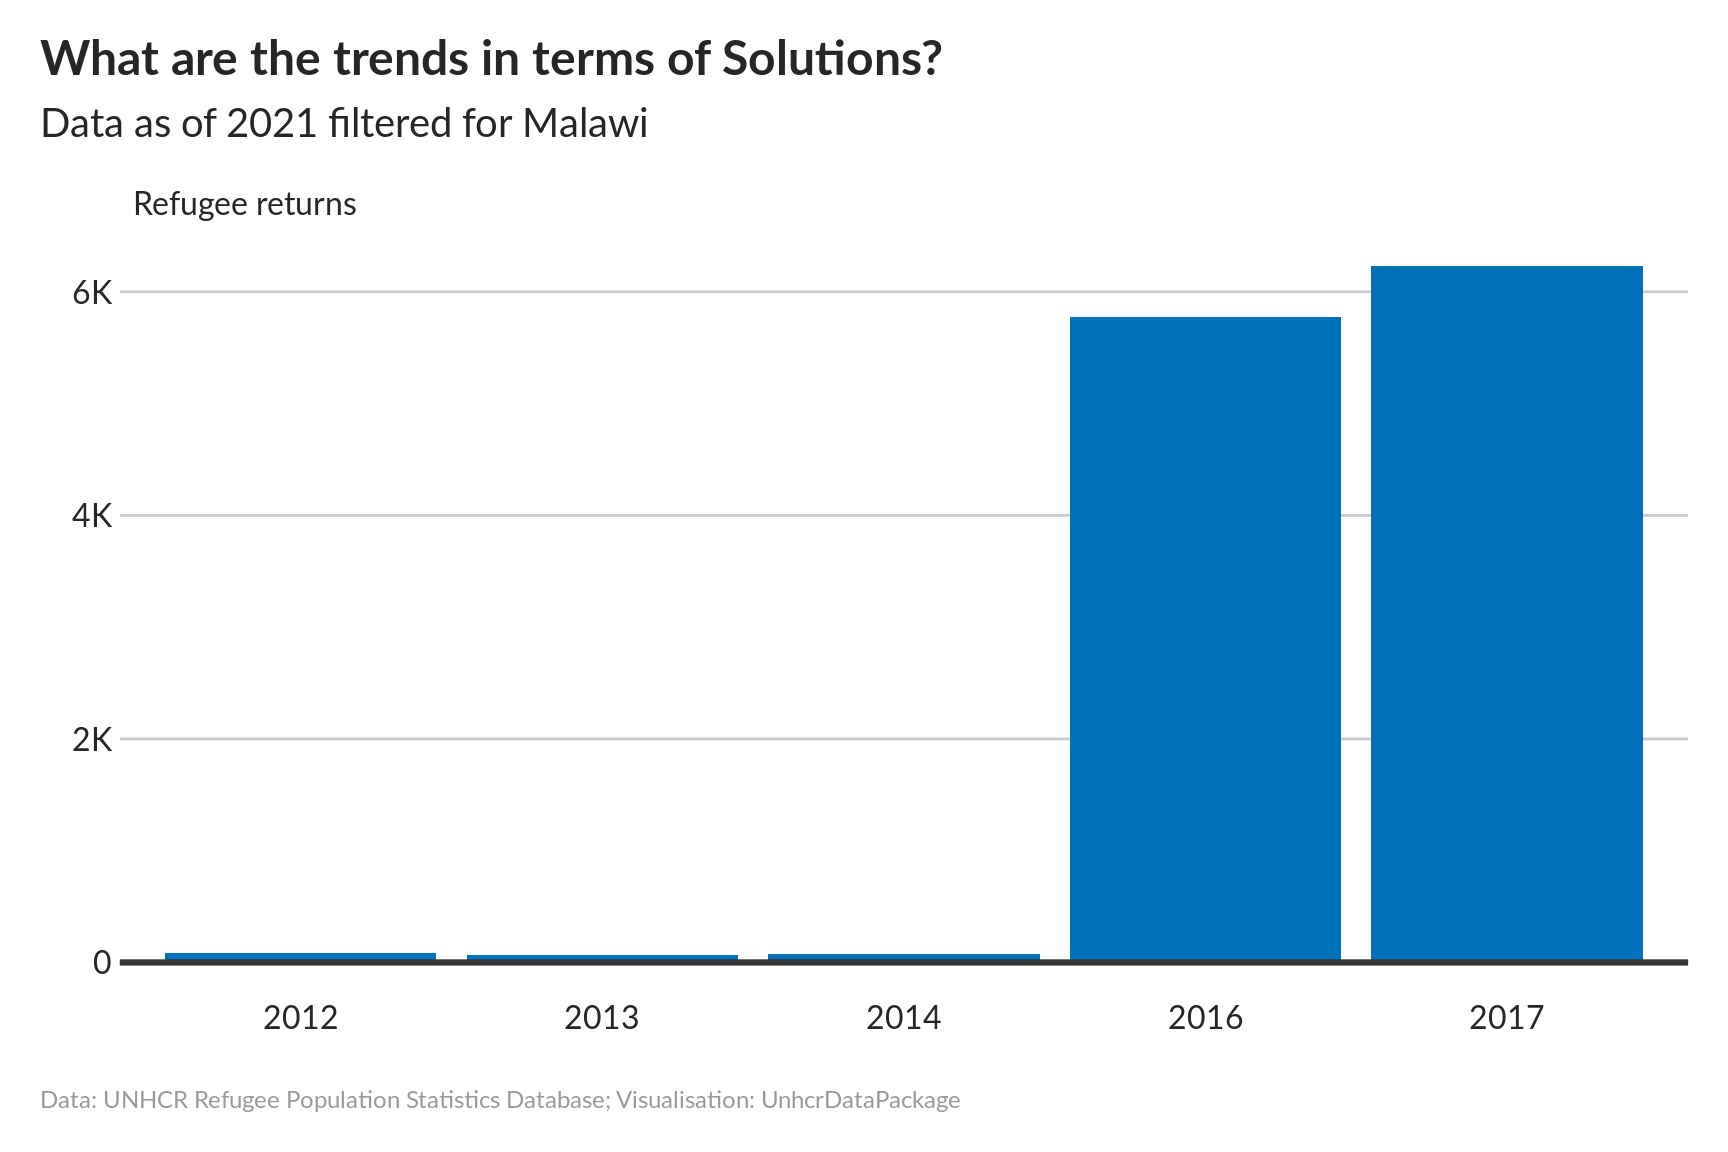 What are the trends in terms of Solutions?
Data as of 2021 filtered for Malawi
Refugee returns
6K
4K
2K
0
2012 2013 2014 2016 2017
Data: UNHCR Refugee Population Statistics Database; Visualisation: UnhcrDataPackage